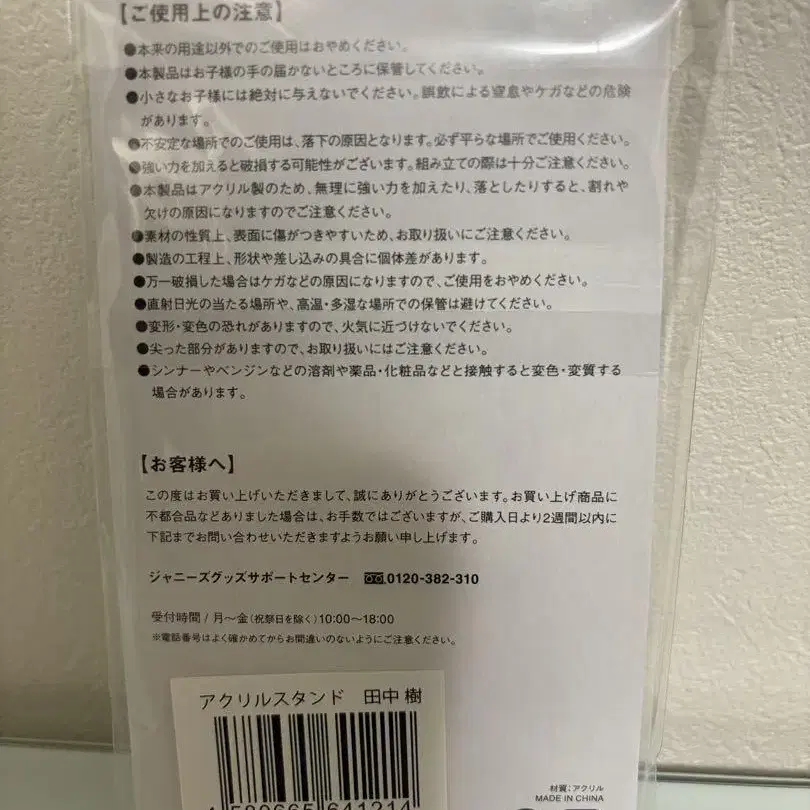 【ご使用上の注意】
●本来の用途以外でのご使用はおやめください。
●本製品はお子様の手の届かないところに保管してください。
●小さなお子様には絶対に与えないでください。誤飲による窒息やケガなどの危険
があります。
●不安定な場所でのご使用は、落下の原因となります。必ず平らな場所でご使用ください。
●強い力を加えると破損する可能性がございます。組み立ての際は十分ご注意ください。
●本製品はアクリル製のため、無理に強い力を加えたり、落としたりすると、割れや
欠けの原因になりますのでご注意ください。
●素材の性質上、表面に傷がつきやすいため、お取り扱いにご注意ください。
●製造の工程上、形状や差し込みの具合に個体差があります。
●万一破損した場合はケガなどの原因になりますので、ご使用をおやめください。
●直射日光の当たる場所や、高温・多湿な場所での保管は避けてください。
●変形・変色の恐れがありますので、火気に近づけないでください。
●尖った部分がありますので、お取り扱いにはご注意ください。
●シンナーやベンジンなどの溶剤や薬品・化粧品などと接触すると変色・変質する
場合があります。
【お客様へ】
この度はお買い上げいただきまして、誠にありがとうございます。お買い上げ商品に
不都合品などありました場合は、お手数ではございますが、ご購入日より2週間以内に
下記までお問い合わせいただきますようお願い申し上げます。
ジャニーズグッズサポートセンター 0120-382-310
受付時間 / 月〜金(祝祭日を除く)10:00〜18:00
※電話番号はよく確かめてからお間違いのないようにご注意ください。
アクリルスタンド 田中 樹
4 580665 641214
材質:アクリル
MADE IN CHINA